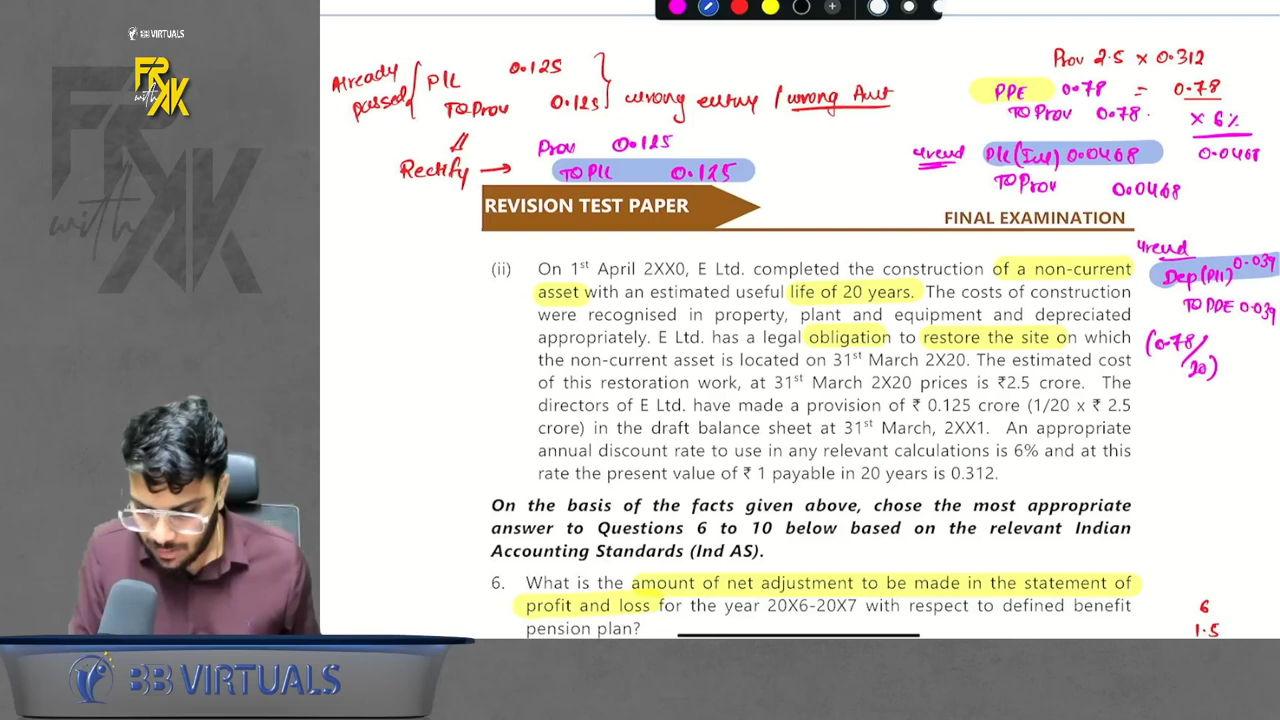 BB VIRTUALS
FR
with AK
Already passed
P/L 0.125
To Prov 0.125
wrong entry / wrong Amt
Rectify →
Prov 0.125
To P/L 0.125
Prov 2.5 x 0.312
PPE 0.78 = 0.78
To Prov 0.78.
x 6%
0.0468
4rend P/L (Int) 0.0468
To Prov 0.0468
REVISION TEST PAPER
FINAL EXAMINATION
4rend
Dep (P/L) 0.039
To PPE 0.039
(0.78/20)
(ii) On 1st April 2XX0, E Ltd. completed the construction of a non-current
asset with an estimated useful life of 20 years. The costs of construction
were recognised in property, plant and equipment and depreciated
appropriately. E Ltd. has a legal obligation to restore the site on which
the non-current asset is located on 31st March 2X20. The estimated cost
of this restoration work, at 31st March 2X20 prices is ₹2.5 crore. The
directors of E Ltd. have made a provision of ₹ 0.125 crore (1/20 x ₹ 2.5
crore) in the draft balance sheet at 31st March, 2XX1. An appropriate
annual discount rate to use in any relevant calculations is 6% and at this
rate the present value of ₹ 1 payable in 20 years is 0.312.
On the basis of the facts given above, chose the most appropriate
answer to Questions 6 to 10 below based on the relevant Indian
Accounting Standards (Ind AS).
6. What is the amount of net adjustment to be made in the statement of
profit and loss for the year 20X6-20X7 with respect to defined benefit
pension plan?
6
1.5
BB VIRTUALS